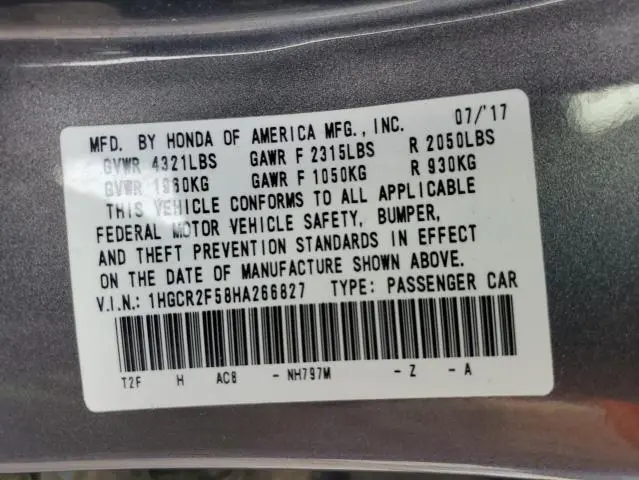 MFD. BY HONDA OF AMERICA MFG., INC. 07/'17
GVWR 4321LBS GAWR F 2315LBS R 2050LBS
GVWR 1960KG GAWR F 1050KG R 930KG
THIS VEHICLE CONFORMS TO ALL APPLICABLE
FEDERAL MOTOR VEHICLE SAFETY, BUMPER,
AND THEFT PREVENTION STANDARDS IN EFFECT
ON THE DATE OF MANUFACTURE SHOWN ABOVE.
V.I.N.: 1HGCR2F58HA266827 TYPE: PASSENGER CAR
T2F H AC8 - NH797M - Z - A